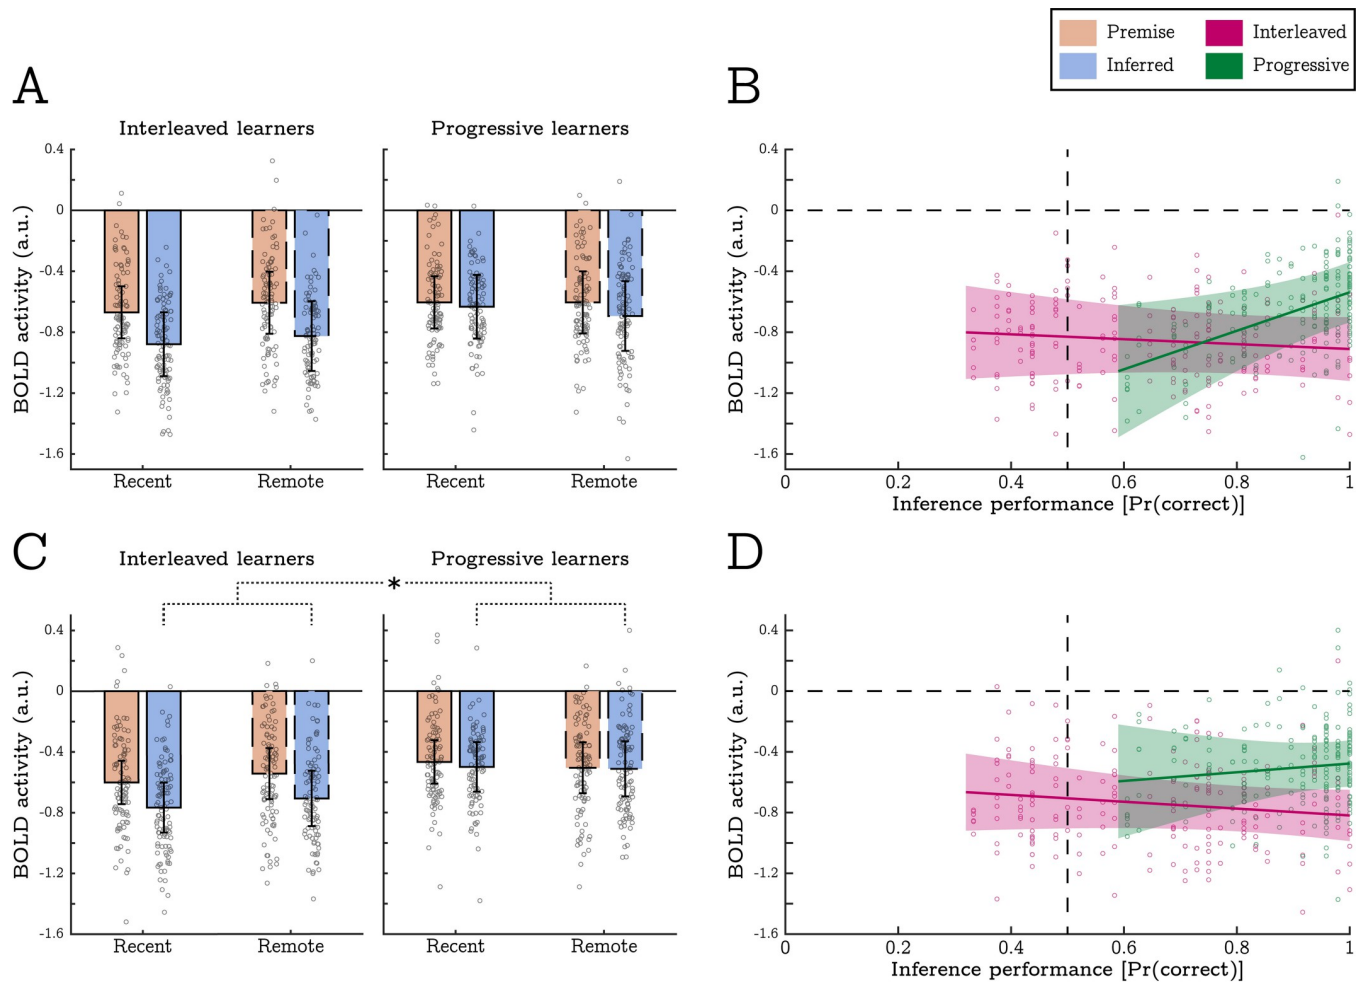 Premise
Interleaved
Inferred
Progressive
A
Interleaved learners
Progressive learners
BOLD activity (a.u.)
0.4
0
-0.4
-0.8
-1.2
-1.6
Recent
Remote
Recent
Remote
B
BOLD activity (a.u.)
0.4
0
-0.4
-0.8
-1.2
-1.6
0
0.2
0.4
0.6
0.8
1
Inference performance [Pr(correct)]
C
Interleaved learners
Progressive learners
*
BOLD activity (a.u.)
0.4
0
-0.4
-0.8
-1.2
-1.6
Recent
Remote
Recent
Remote
D
BOLD activity (a.u.)
0.4
0
-0.4
-0.8
-1.2
-1.6
0
0.2
0.4
0.6
0.8
1
Inference performance [Pr(correct)]